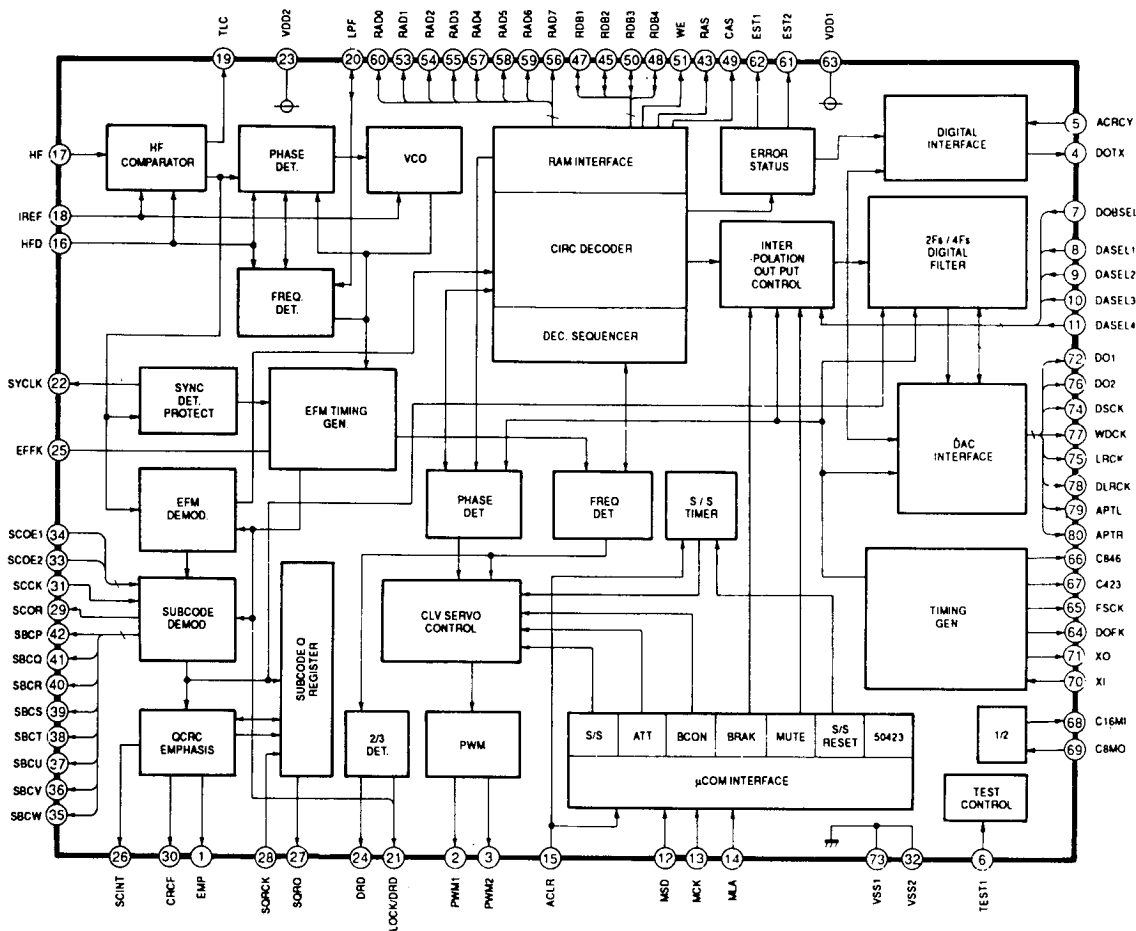 TLC
VDD2
LPF
RAD0
RAD1
RAD2
RAD3
RAD4
RAD5
RAD6
RAD7
RDB1
RDB2
RDB3
RDB4
WE
RAS
CAS
EST1
EST2
VDD1
19
23
20
60
53
54
55
57
58
59
56
47
45
50
48
51
43
49
62
61
63
HF
17
IREF
18
HFD
16
SYCLK
22
EFFK
25
SCOE1
34
SCOE2
33
SCCK
31
SCOR
29
SBCP
42
SBCQ
41
SBCR
40
SBCS
39
SBCT
38
SBCU
37
SBCV
36
SBCW
35
HF
COMPARATOR
PHASE
DET.
VCO
FREQ.
DET.
RAM INTERFACE
CIRC DECODER
DEC. SEQUENCER
ERROR
STATUS
DIGITAL
INTERFACE
INTER
-POLATION
OUT PUT
CONTROL
2Fs / 4Fs
DIGITAL
FILTER
SYNC
DET.
PROTECT
EFM TIMING
GEN.
DAC
INTERFACE
EFM
DEMOD.
PHASE
DET
FREQ
DET
S / S
TIMER
SUBCODE
DEMOD
SUBCODE Q
REGISTER
CLV SERVO
CONTROL
TIMING
GEN
QCRC
EMPHASIS
2/3
DET.
PWM
S/S
ATT
BCON
BRAK
MUTE
S/S
RESET
50423
µCOM INTERFACE
1/2
TEST
CONTROL
5
ACRCY
4
DOTX
7
DOBSEL
8
DASEL1
9
DASEL2
10
DASEL3
11
DASEL4
72
DO1
76
DO2
74
DSCK
77
WDCK
75
LRCK
78
DLRCK
79
APTL
80
APTR
66
C846
67
C423
65
FSCK
64
DOFK
71
XO
70
XI
68
C16MI
69
C8MO
26
30
1
28
27
24
21
2
3
15
12
13
14
73
32
6
SCINT
CRCF
EMP
SQRCK
SQRO
DRD
LOCK/DRD
PWM1
PWM2
ACLR
MSD
MCK
MLA
VSS1
VSS2
TEST1